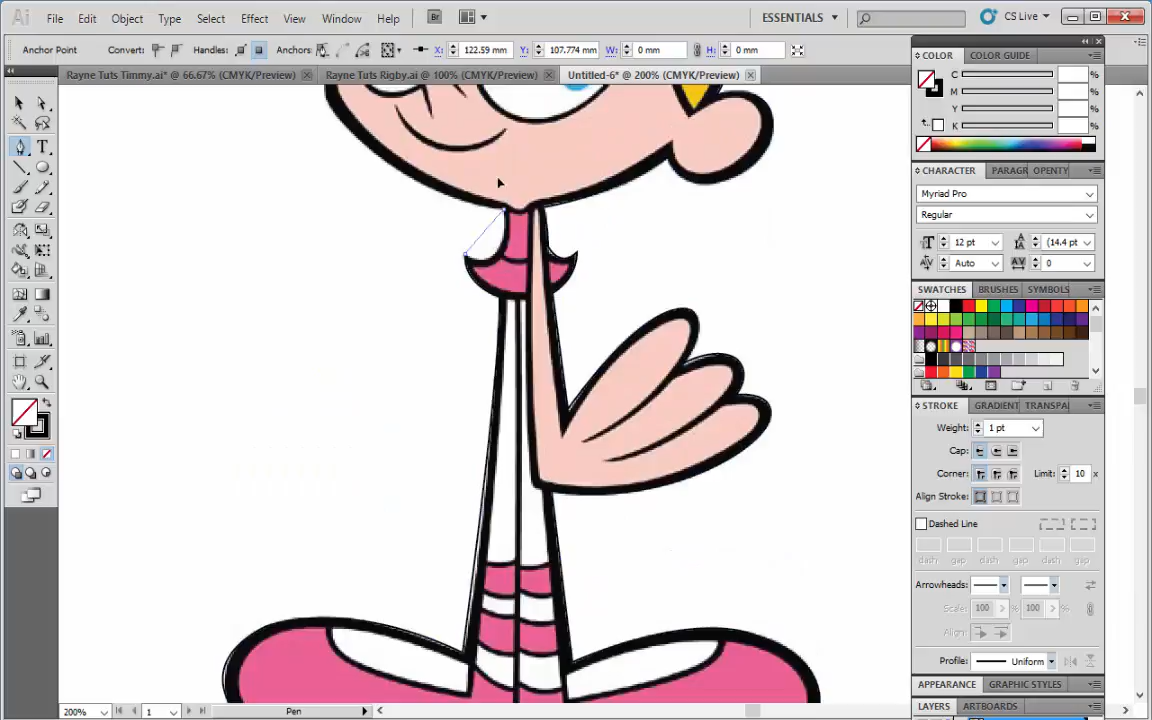 Ai File Edit Object Type Select Effect View Window Help Br ESSENTIALS CS Live
Anchor Point Convert: Handles: Anchors: X: 122.59 mm Y: 107.774 mm W: 0 mm H: 0 mm
Rayne Tuts Timmy.ai* @ 66.67% (CMYK/Preview) Rayne Tuts Rigby.ai @ 100% (CMYK/Preview) Untitled-6* @ 200% (CMYK/Preview)
COLOR COLOR GUIDE
C %
M %
Y %
K %
CHARACTER PARAGR OPENTY
Myriad Pro
Regular
12 pt (14.4 pt
Auto 0
SWATCHES BRUSHES SYMBOLS
STROKE GRADIENT TRANSPA
Weight: 1 pt
Cap:
Corner: Limit: 10 x
Align Stroke:
Dashed Line
dash gap dash gap dash gap
Arrowheads:
Scale: 100 % 100 %
Align:
Profile: Uniform
APPEARANCE GRAPHIC STYLES
LAYERS ARTBOARDS
200% 1 Pen